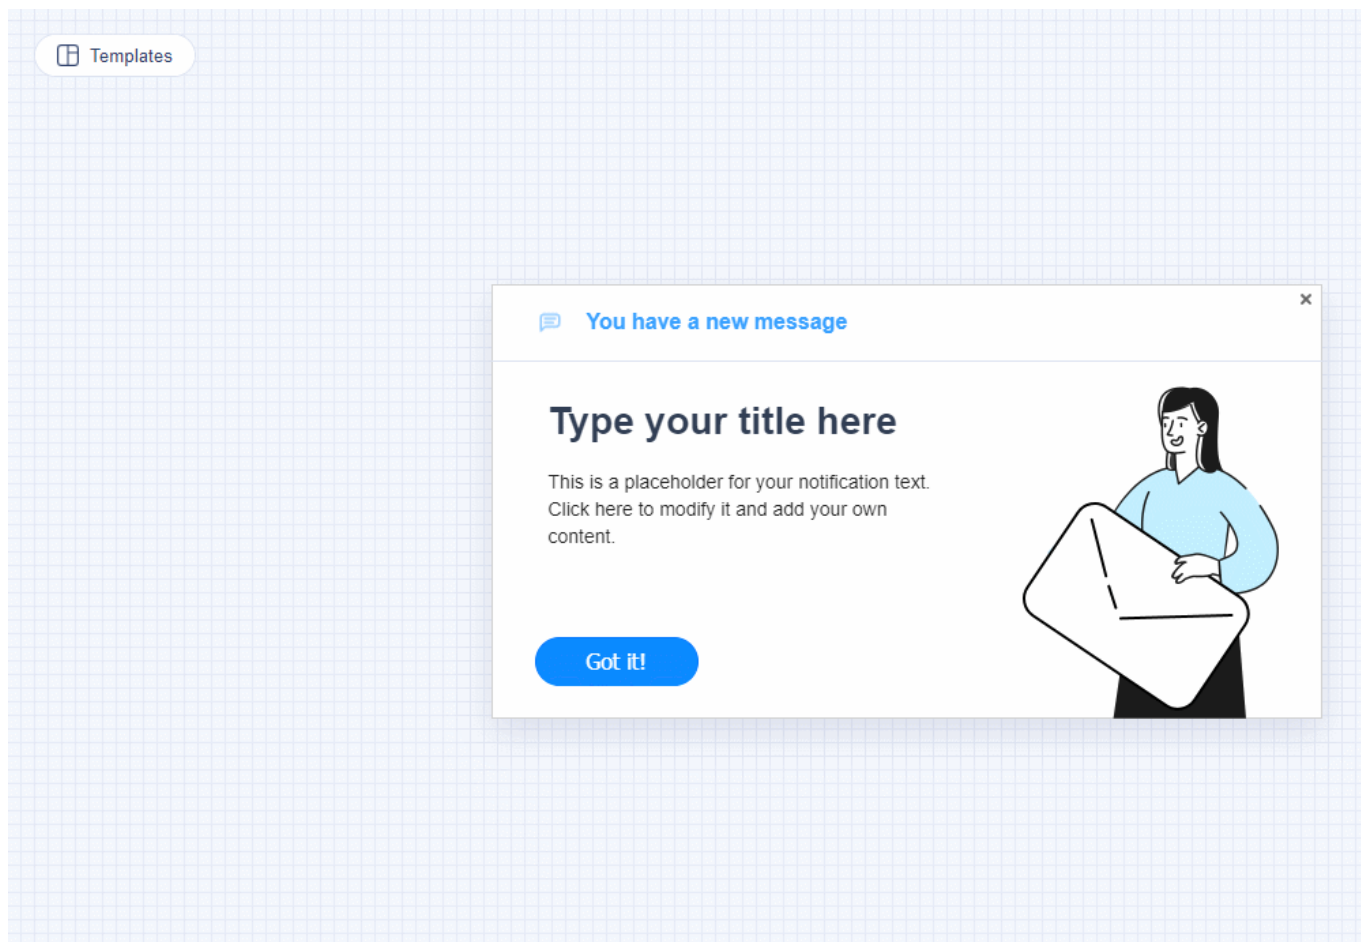 Templates
You have a new message
Type your title here
This is a placeholder for your notification text.
Click here to modify it and add your own
content.
Got it!